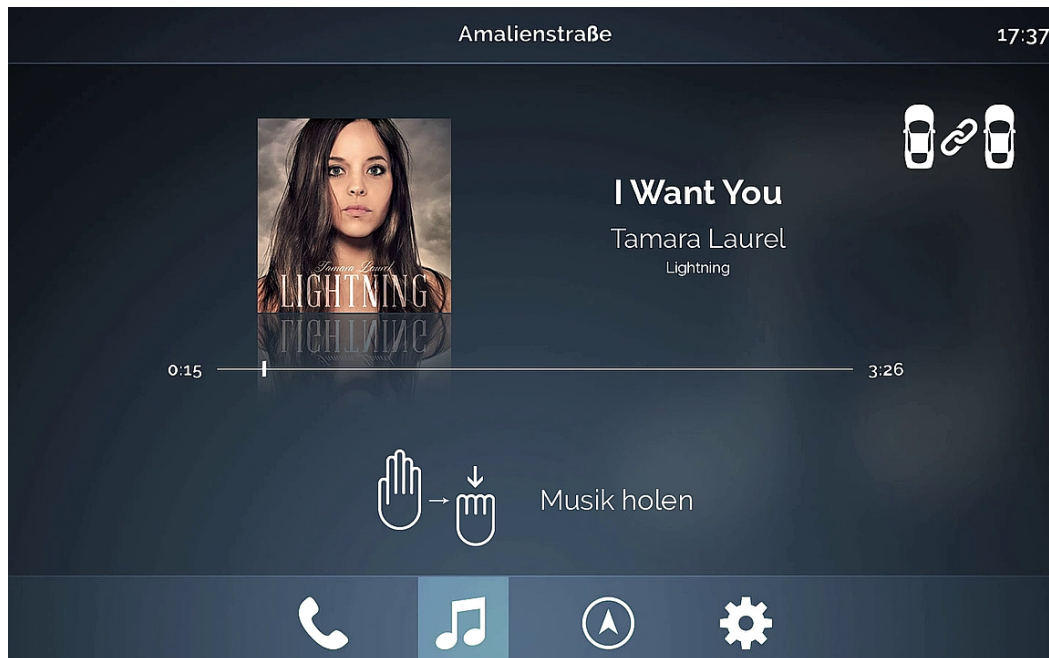 Amalienstraße
17:37
Tamara Laurel
LIGHTNING
I Want You
Tamara Laurel
Lightning
0:15
3:26
Musik holen